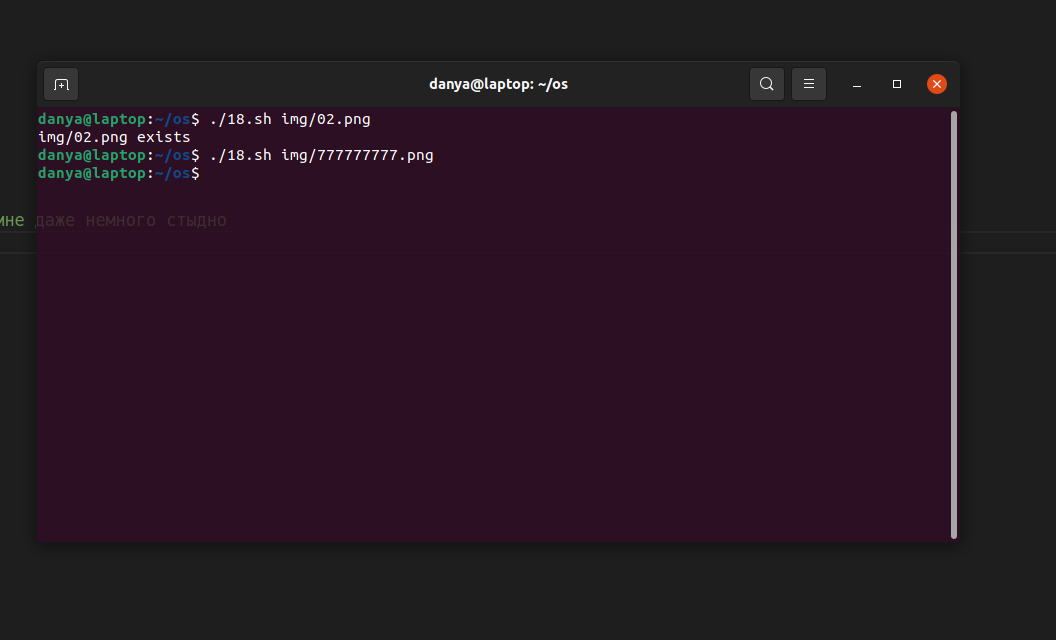 danya@laptop: ~/os
danya@laptop:~/os$ ./18.sh img/02.png
img/02.png exists
danya@laptop:~/os$ ./18.sh img/777777777.png
danya@laptop:~/os$
мне даже немного стыдно